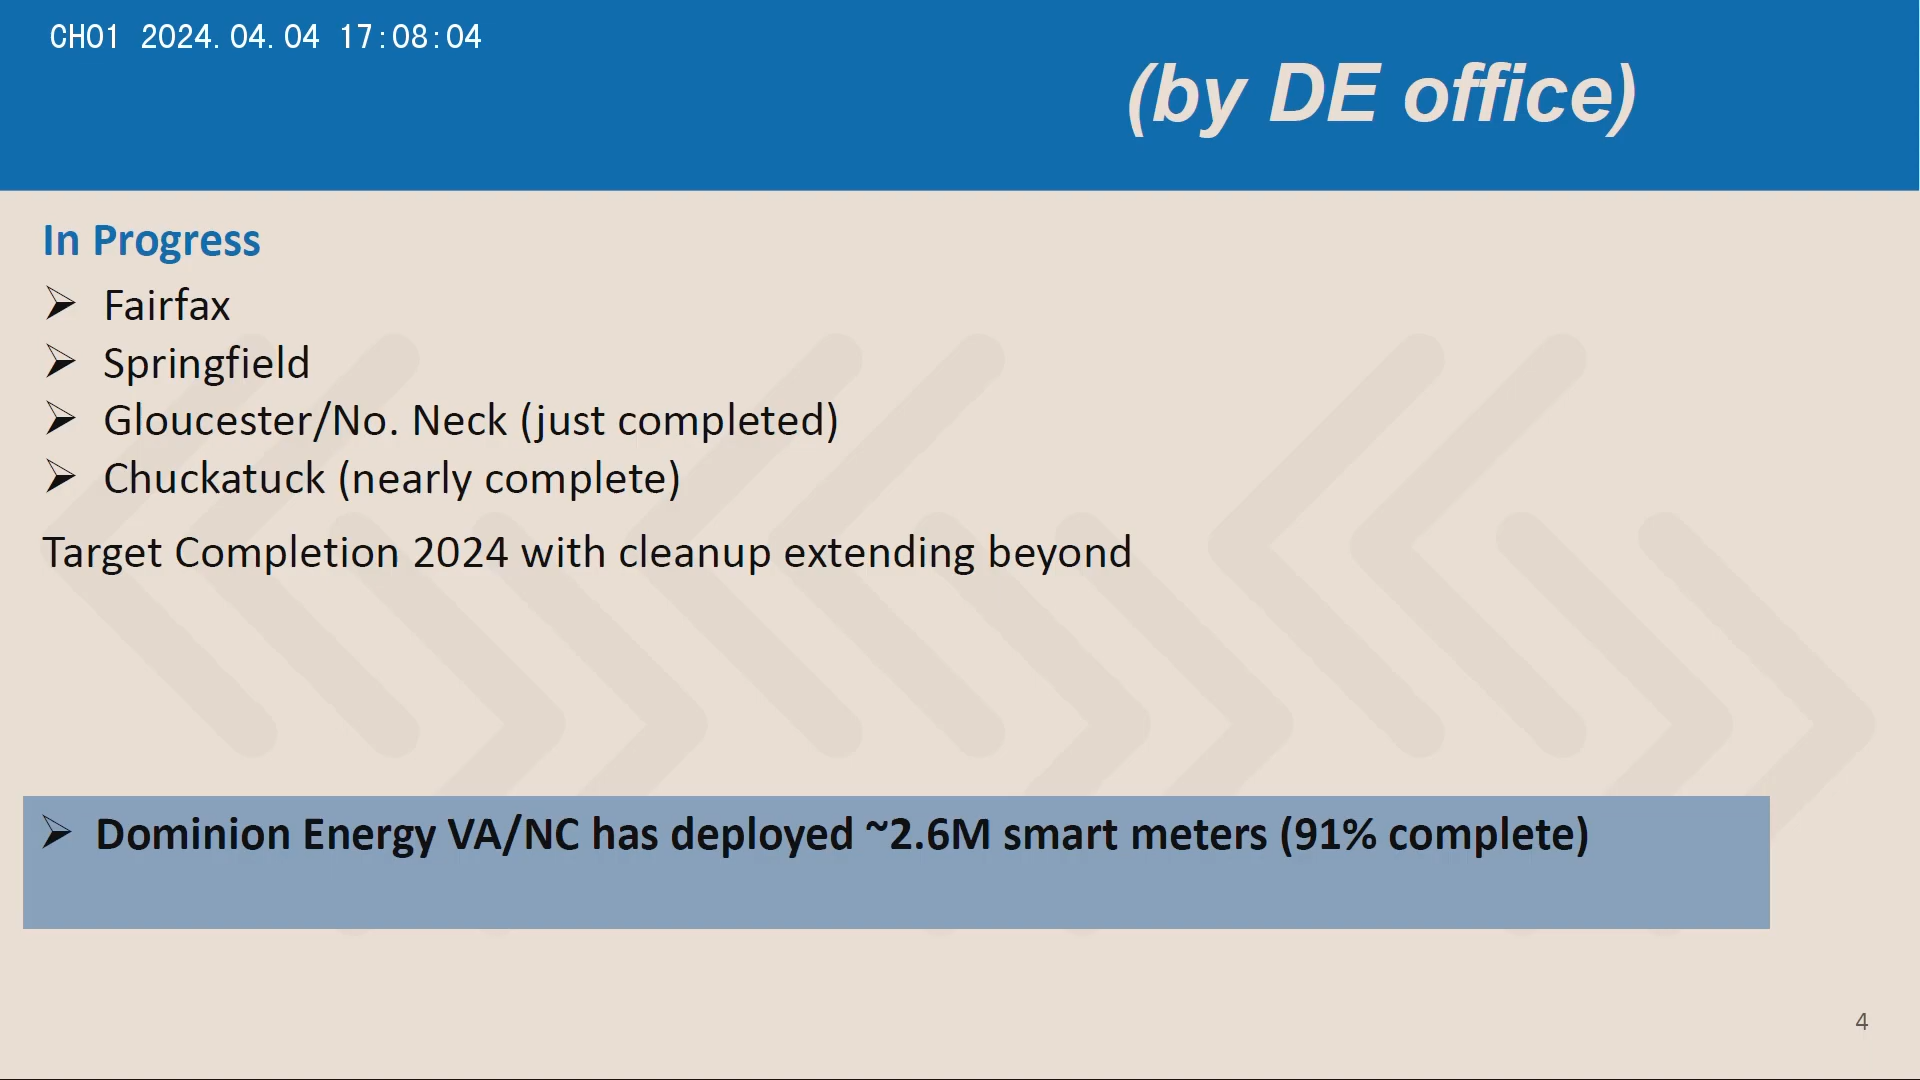 CH01 2024.04.04 17:08:04
(by DE office)
In Progress
➢ Fairfax
➢ Springfield
➢ Gloucester/No. Neck (just completed)
➢ Chuckatuck (nearly complete)
Target Completion 2024 with cleanup extending beyond
➢ Dominion Energy VA/NC has deployed ~2.6M smart meters (91% complete)
4